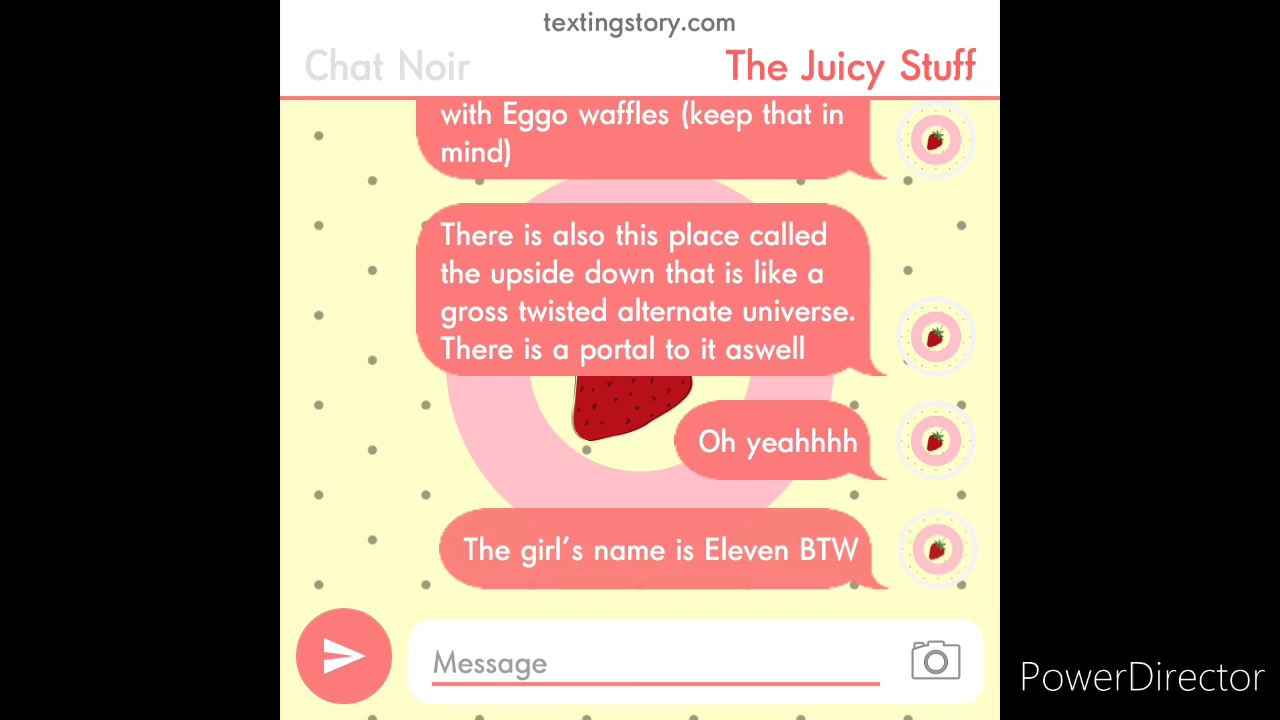 textingstory.com
Chat Noir
The Juicy Stuff
with Eggo waffles (keep that in
mind)
There is also this place called
the upside down that is like a
gross twisted alternate universe.
There is a portal to it aswell
Oh yeahhhh
The girl’s name is Eleven BTW
Message
PowerDirector